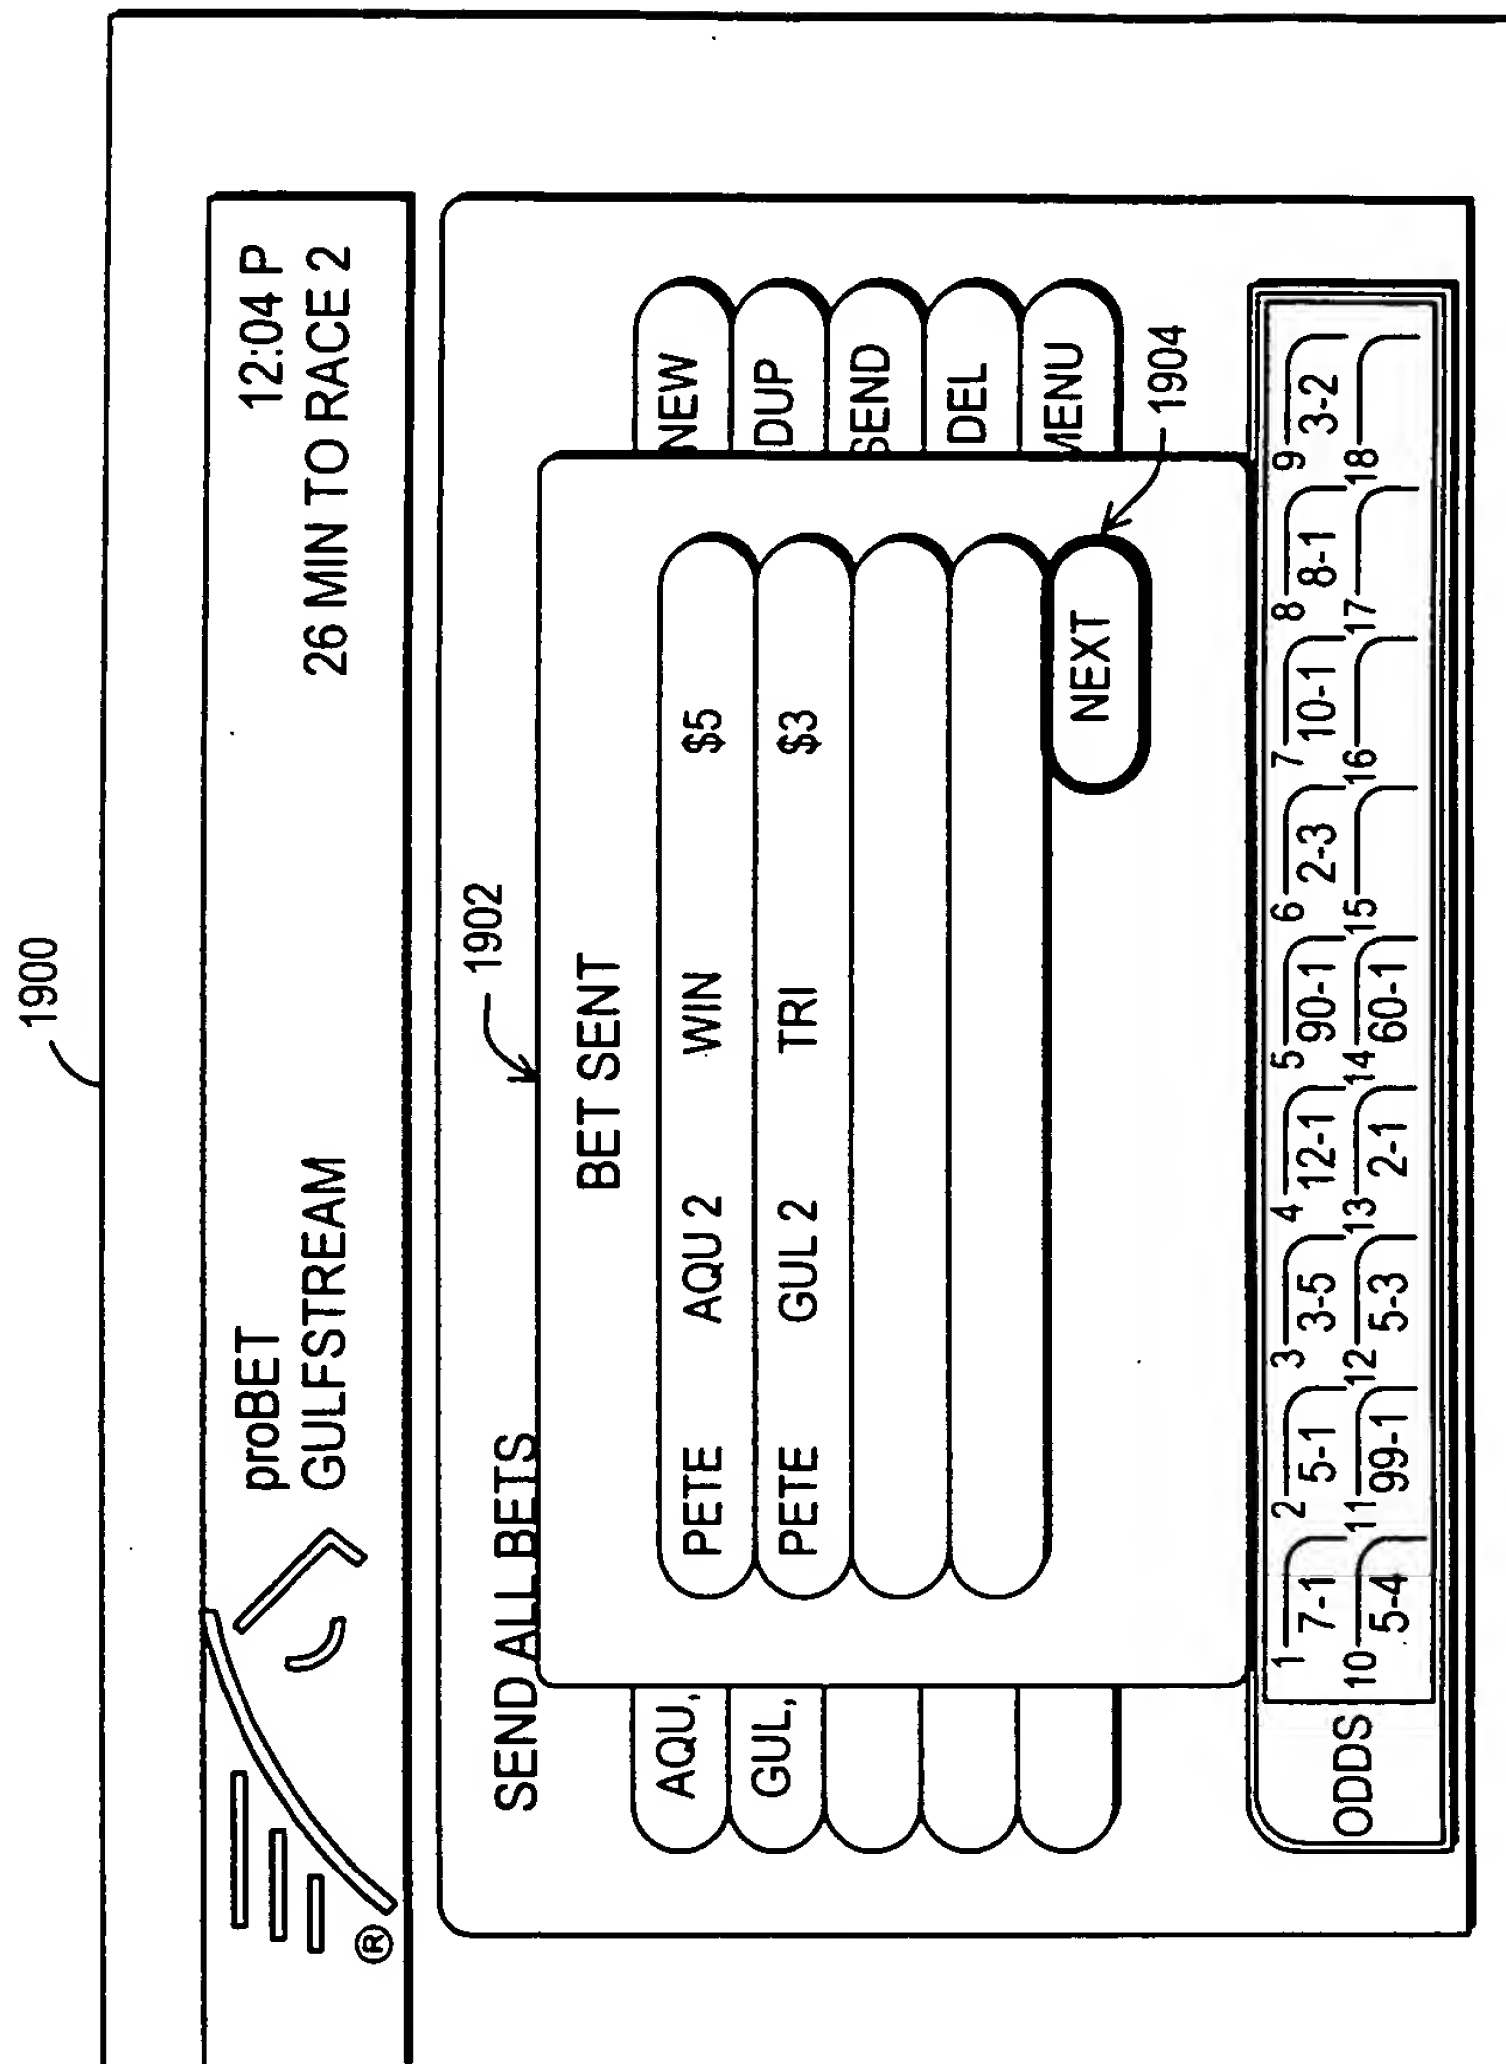 1900
proBET 12:04 P
GULFSTREAM 26 MIN TO RACE 2
®
SEND ALL BETS
1902
BET SENT
AQU, PETE AQU 2 WIN $5 NEW
GUL, PETE GUL 2 TRI $3 DUP
SEND
DEL
NEXT MENU
1904
1 2 3 4 5 6 7 8 9
ODDS 7-1 5-1 3-5 12-1 90-1 2-3 10-1 8-1 3-2
10 11 12 13 14 15 16 17 18
5-4 99-1 5-3 2-1 60-1